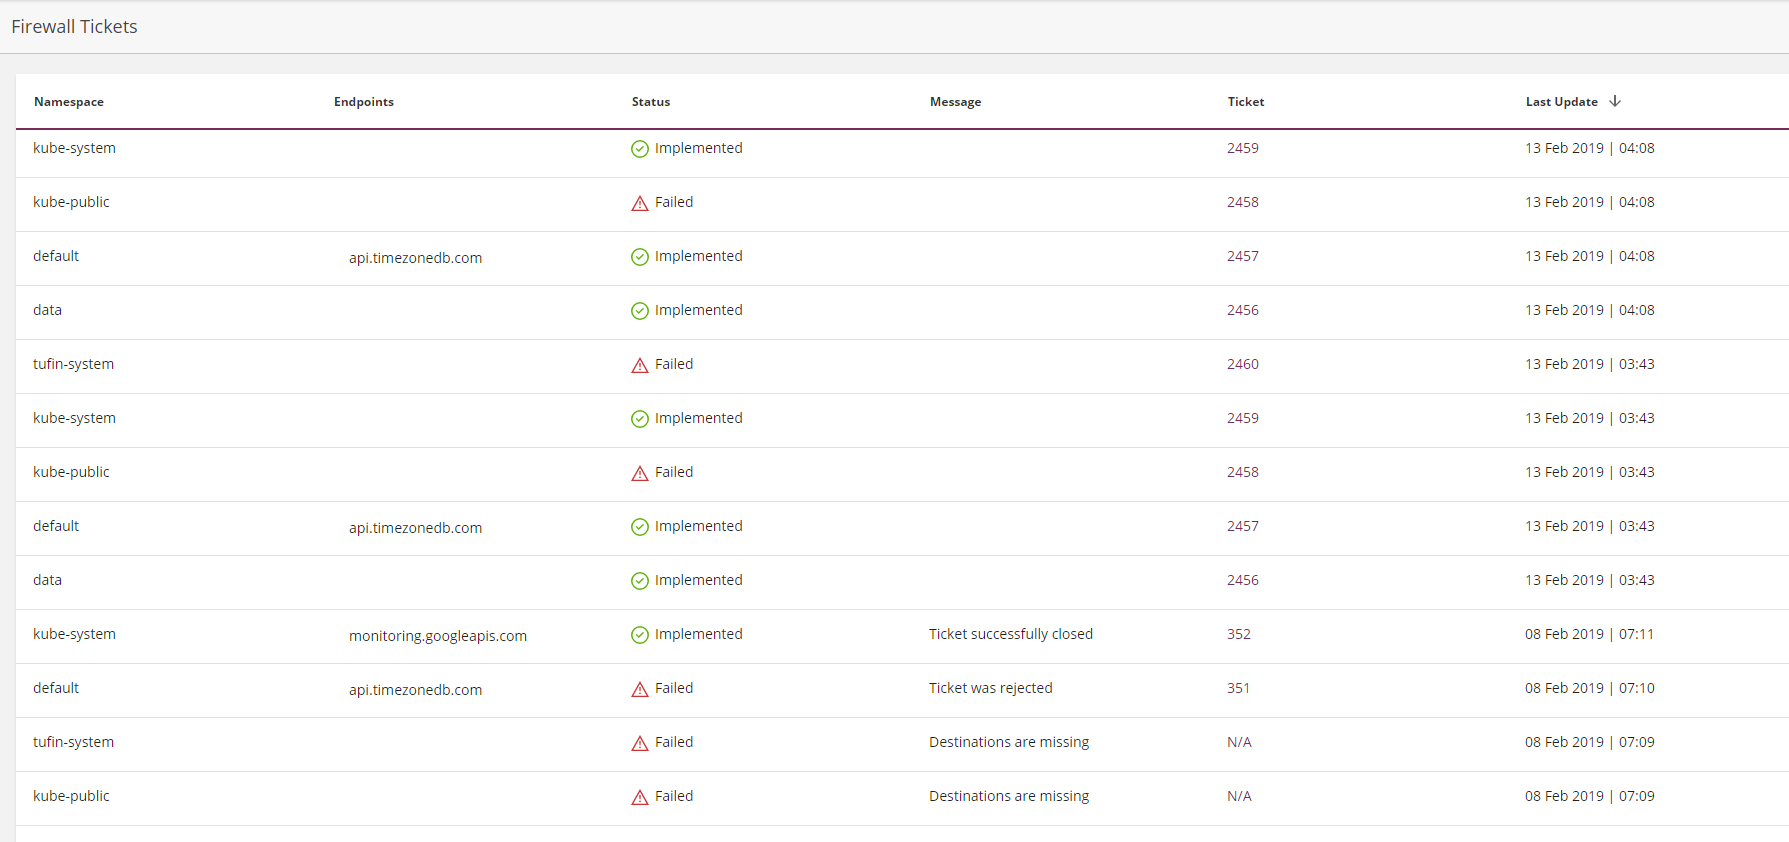 Firewall Tickets
Namespace Endpoints Status Message Ticket Last Update
kube-system Implemented 2459 13 Feb 2019 | 04:08
kube-public Failed 2458 13 Feb 2019 | 04:08
default api.timezonedb.com Implemented 2457 13 Feb 2019 | 04:08
data Implemented 2456 13 Feb 2019 | 04:08
tufin-system Failed 2460 13 Feb 2019 | 03:43
kube-system Implemented 2459 13 Feb 2019 | 03:43
kube-public Failed 2458 13 Feb 2019 | 03:43
default api.timezonedb.com Implemented 2457 13 Feb 2019 | 03:43
data Implemented 2456 13 Feb 2019 | 03:43
kube-system monitoring.googleapis.com Implemented Ticket successfully closed 352 08 Feb 2019 | 07:11
default api.timezonedb.com Failed Ticket was rejected 351 08 Feb 2019 | 07:10
tufin-system Failed Destinations are missing N/A 08 Feb 2019 | 07:09
kube-public Failed Destinations are missing N/A 08 Feb 2019 | 07:09